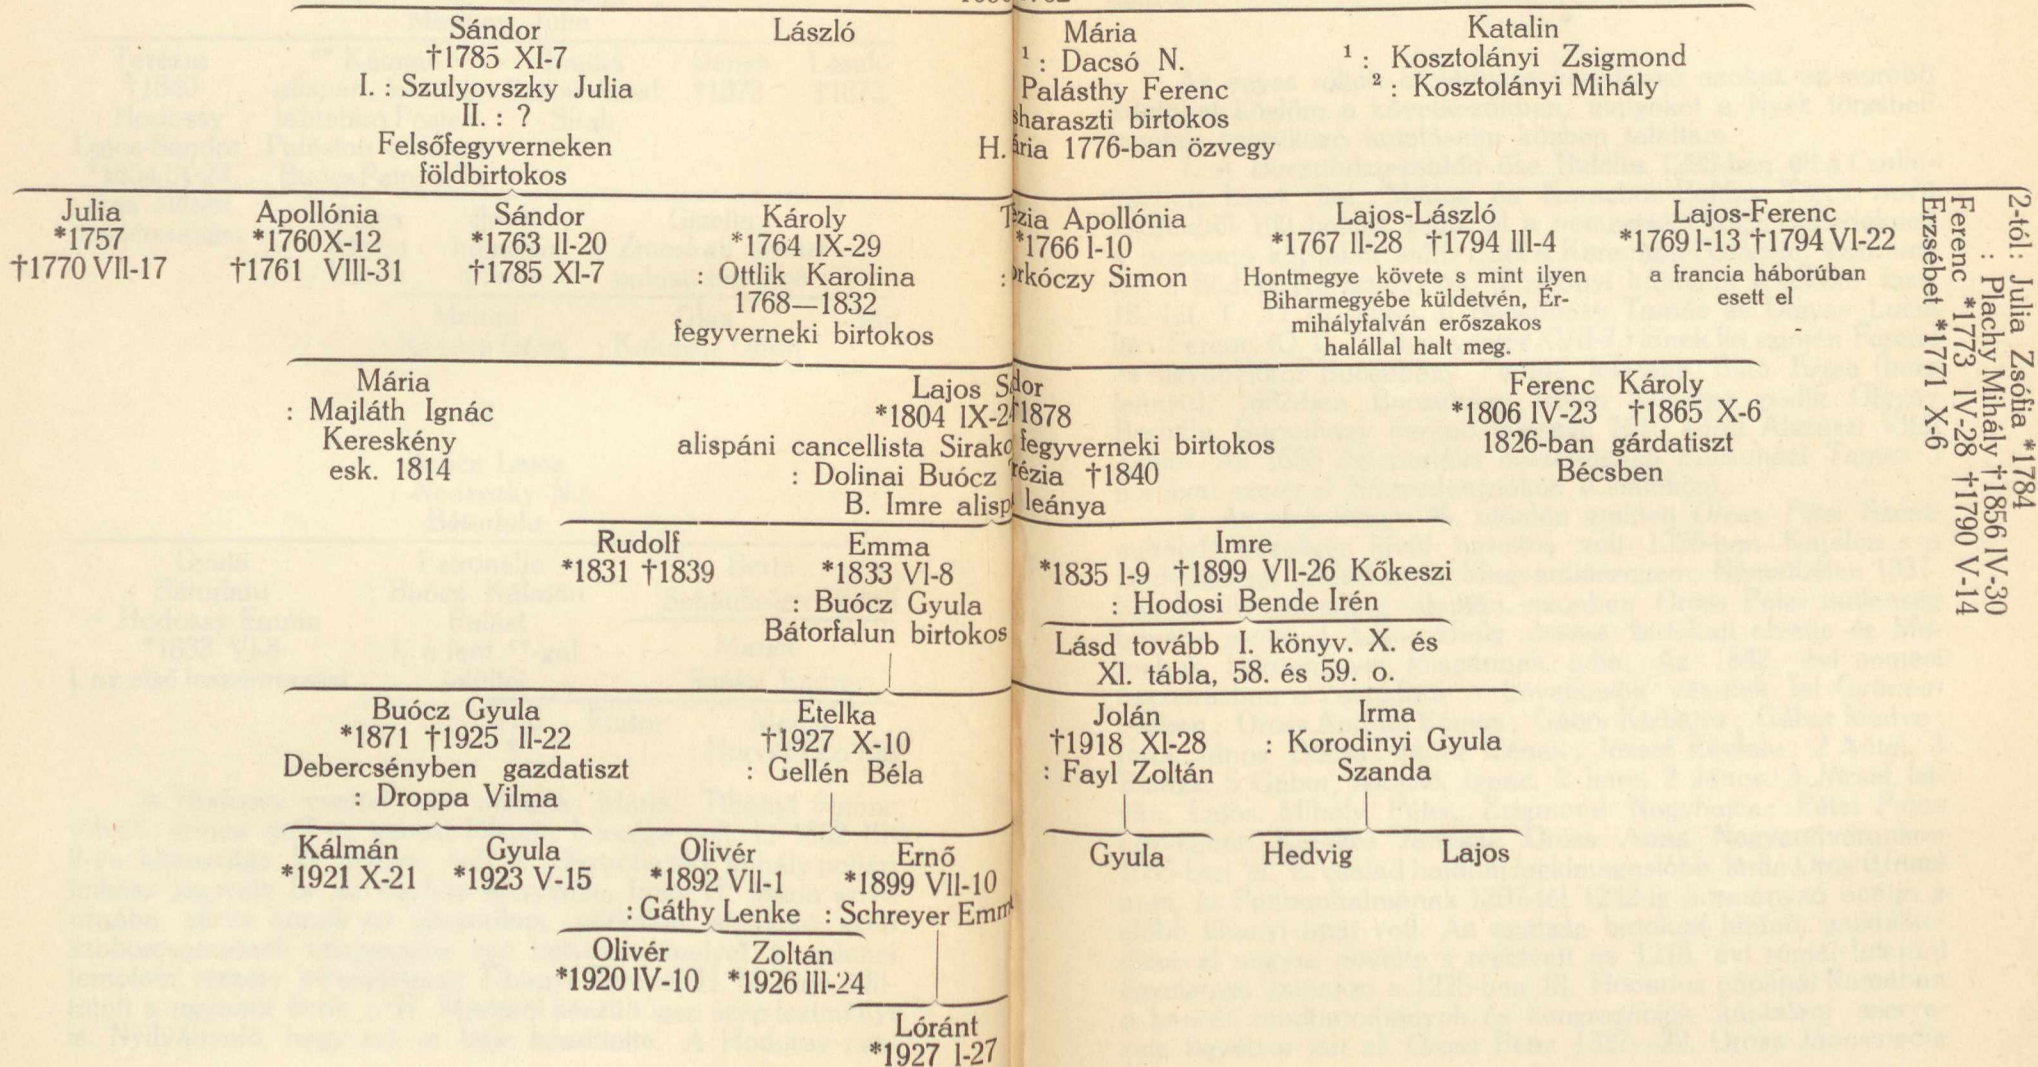 Sándor
†1785 XI-7
I. : Szulyovszky Julia
II. : ?
Felsőfegyverneken
földbirtokos
László
Mária
¹ : Dacsó N.
Palásthy Ferenc
sharaszti birtokos
H. ária 1776-ban özvegy
Katalin
¹ : Kosztolányi Zsigmond
² : Kosztolányi Mihály
Julia
*1757
†1770 VII-17
Apollónia
*1760X-12
†1761 VIII-31
Sándor
*1763 II-20
†1785 XI-7
Károly
*1764 IX-29
: Ottlik Karolina
1768—1832
fegyverneki birtokos
Apollónia
*1766 I-10
: rkóczy Simon
Lajos-László
*1767 II-28 †1794 III-4
Hontmegye követe s mint ilyen
Biharmegyébe küldetvén, Ér-
mihályfalván erőszakos
halállal halt meg.
Lajos-Ferenc
*1769 I-13 †1794 VI-22
a francia háborúban
esett el
2-tól: Julia Zsófia *1784
: Plachy Mihály †1856 IV-30
Ferenc *1773 IV-28 †1790 V-14
Erzsébet *1771 X-6
Mária
: Majláth Ignác
Kereskény
esk. 1814
Lajos S dor
*1804 IX-2 †1878
alispáni cancellista Sirako fegyverneki birtokos
: Dolinai Buócz rézia †1840
B. Imre alisp leánya
Ferenc Károly
*1806 IV-23 †1865 X-6
1826-ban gárdatiszt
Bécsben
Rudolf
*1831 †1839
Emma
*1833 VI-8
: Buócz Gyula
Bátorfalun birtokos
Imre
*1835 I-9 †1899 VII-26 Kőkeszi
: Hodosi Bende Irén
Lásd tovább I. könyv. X. és
XI. tábla, 58. és 59. o.
Buócz Gyula
*1871 †1925 II-22
Debercsényben gazdatiszt
: Droppa Vilma
Etelka
†1927 X-10
: Gellén Béla
Jolán
†1918 XI-28
: Fayl Zoltán
Irma
: Korodinyi Gyula
Szanda
Kálmán
*1921 X-21
Gyula
*1923 V-15
Olivér
*1892 VII-1
: Gáthy Lenke
Ernő
*1899 VII-10
: Schreyer Emm
Gyula
Hedvig
Lajos
Olivér
*1920 IV-10
Zoltán
*1926 III-24
Lóránt
*1927 I-27